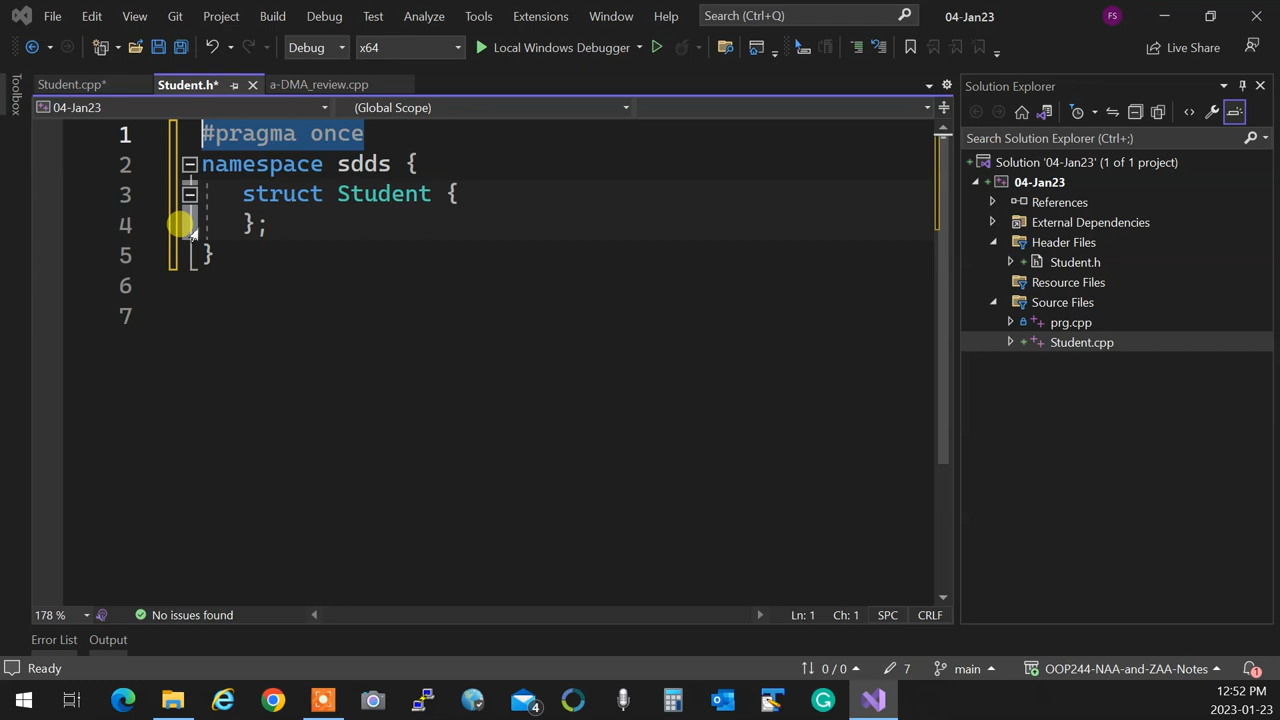 File Edit View Git Project Build Debug Test Analyze Tools Extensions Window Help Search (Ctrl+Q) 04-Jan23 FS
Debug x64 Local Windows Debugger Live Share
Toolbox
Student.cpp* Student.h* a-DMA_review.cpp
04-Jan23 (Global Scope)
1 #pragma once
2 namespace sdds {
3 struct Student {
4 };
5 }
6
7
178 % No issues found Ln: 1 Ch: 1 SPC CRLF
Error List Output
Solution Explorer
Search Solution Explorer (Ctrl+;)
Solution '04-Jan23' (1 of 1 project)
04-Jan23
References
External Dependencies
Header Files
Student.h
Resource Files
Source Files
prg.cpp
Student.cpp
Ready 0 / 0 7 main OOP244-NAA-and-ZAA-Notes 1
4
12:52 PM
2023-01-23